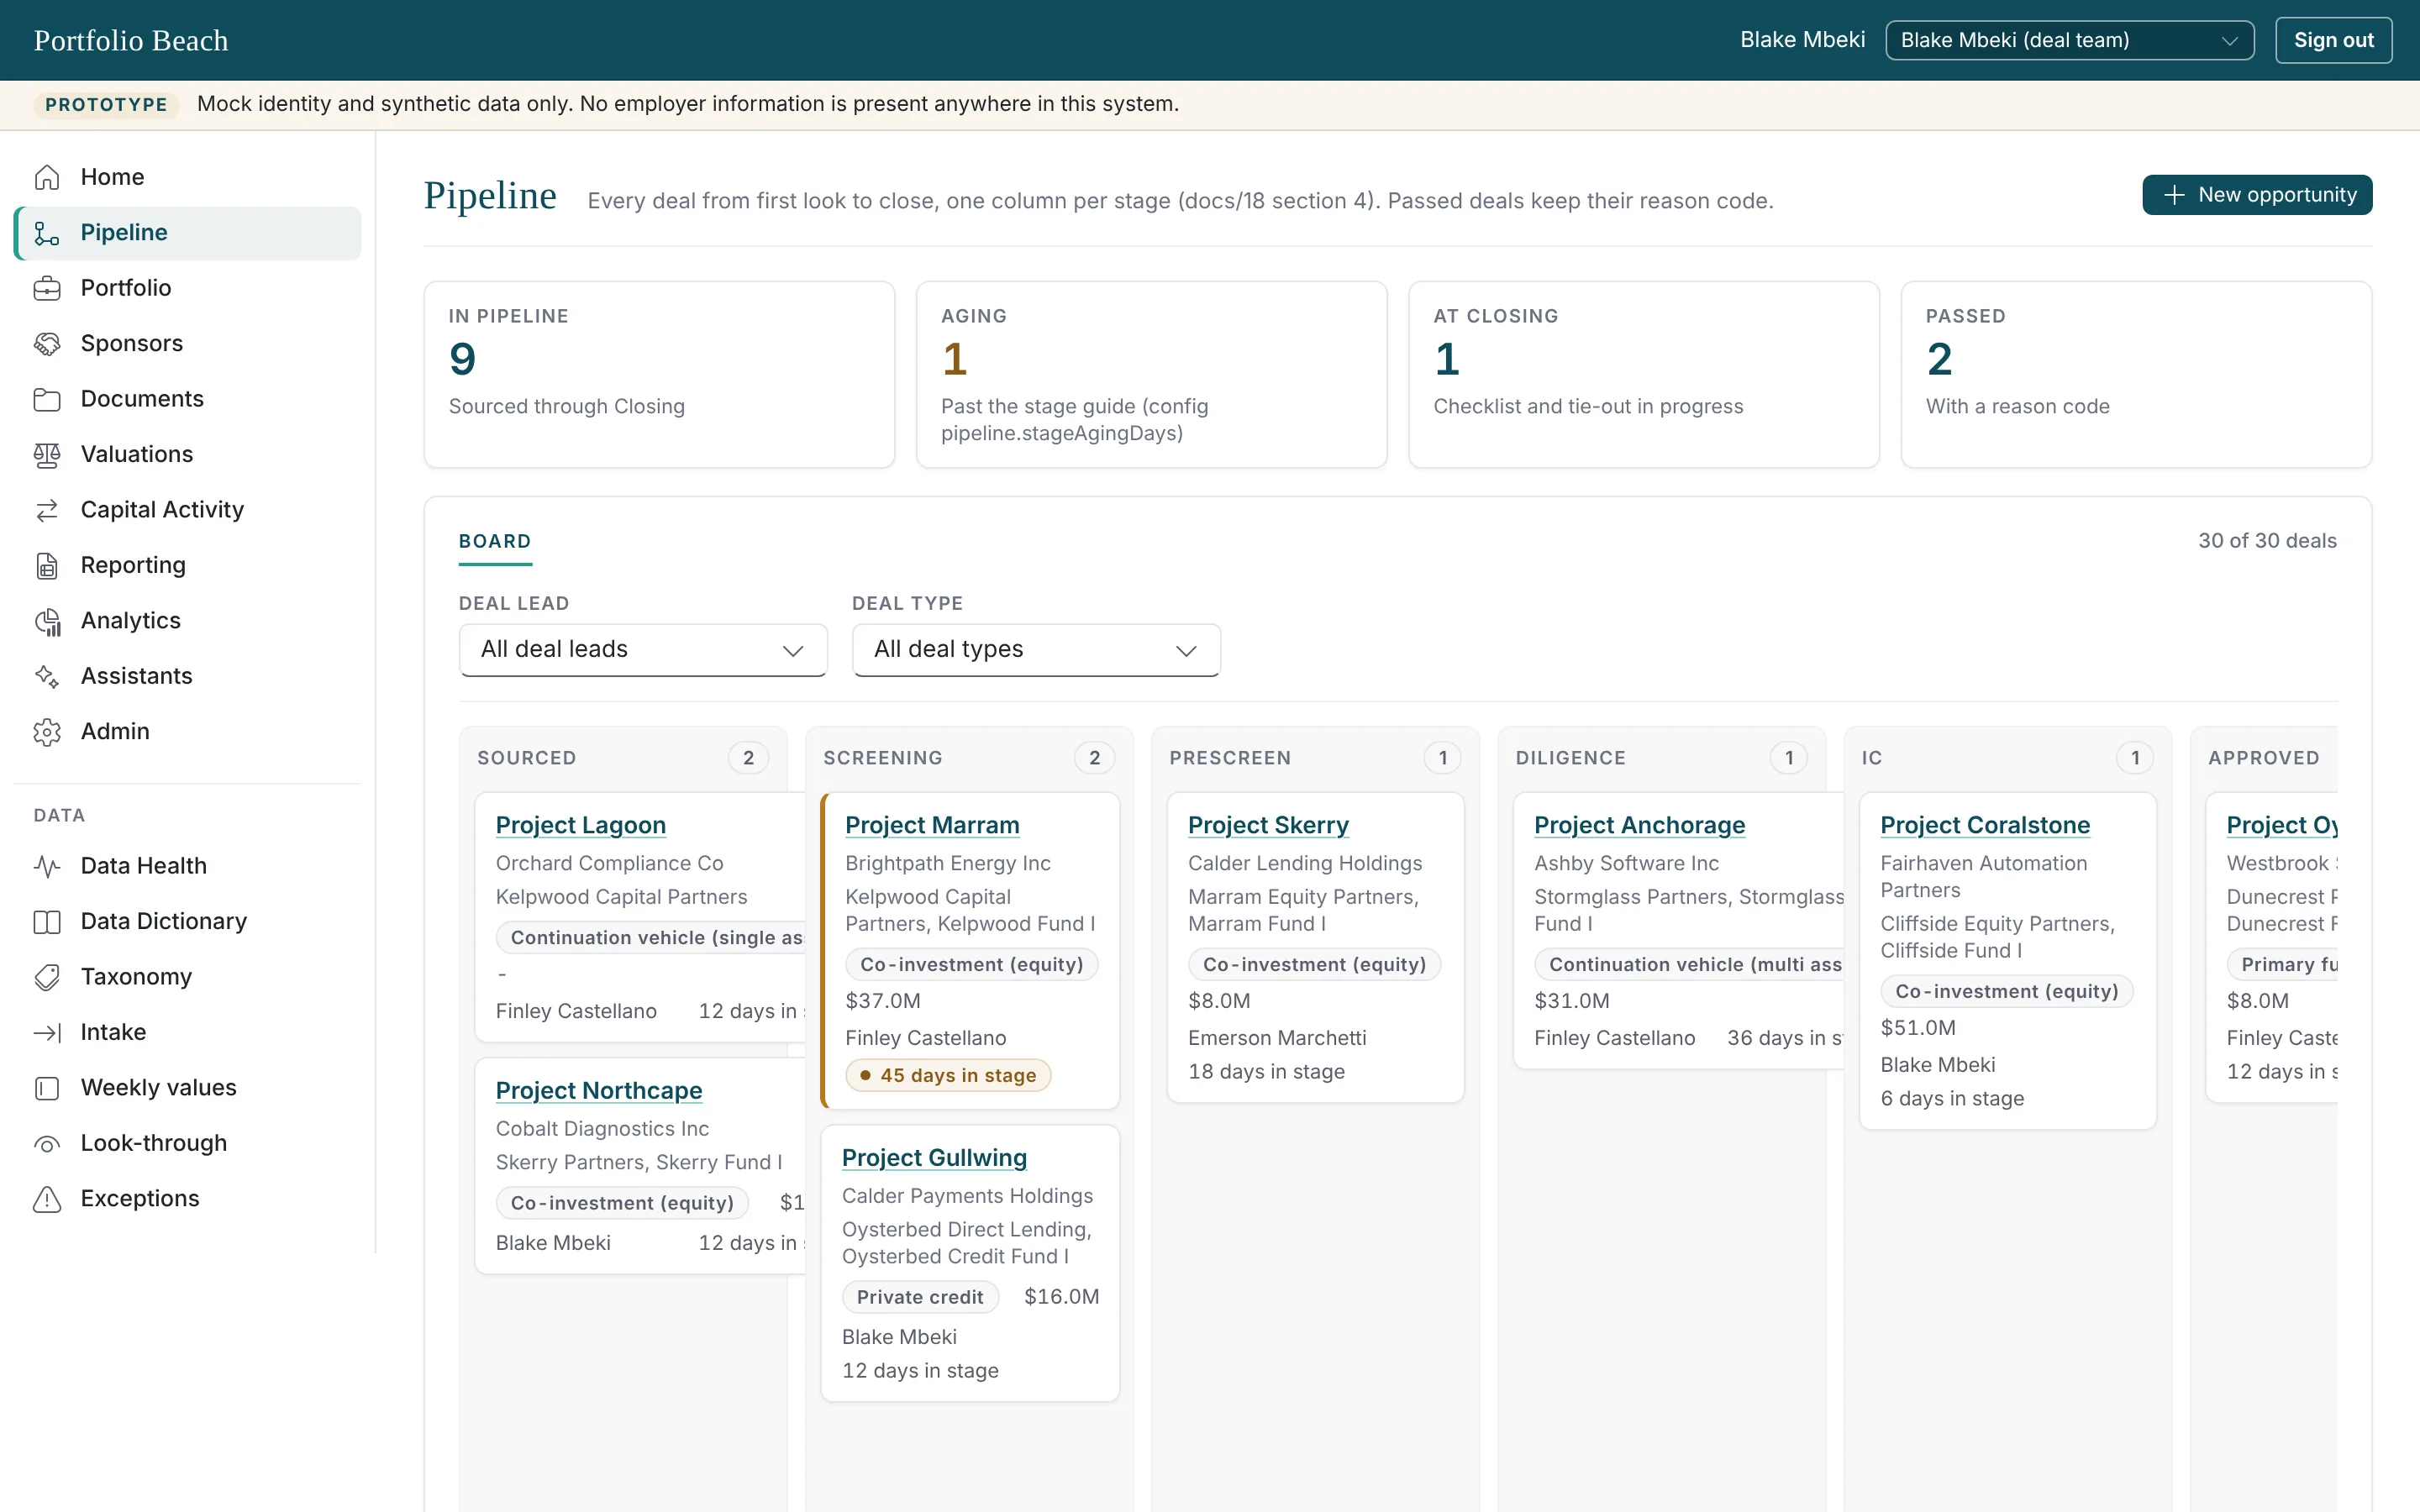 Portfolio Beach
Blake Mbeki
Blake Mbeki (deal team)
Sign out
PROTOTYPE
Mock identity and synthetic data only. No employer information is present anywhere in this system.
Home
Pipeline
Portfolio
Sponsors
Documents
Valuations
Capital Activity
Reporting
Analytics
Assistants
Admin
DATA
Data Health
Data Dictionary
Taxonomy
Intake
Weekly values
Look-through
Exceptions
Pipeline
Every deal from first look to close, one column per stage (docs/18 section 4). Passed deals keep their reason code.
New opportunity
IN PIPELINE
9
Sourced through Closing
AGING
1
Past the stage guide (config
pipeline.stageAgingDays)
AT CLOSING
1
Checklist and tie-out in progress
PASSED
2
With a reason code
BOARD
30 of 30 deals
DEAL LEAD
All deal leads
DEAL TYPE
All deal types
SOURCED
2
Project Lagoon
Orchard Compliance Co
Kelpwood Capital Partners
Continuation vehicle (single
-
Finley Castellano
12 days in
Project Northcape
Cobalt Diagnostics Inc
Skerry Partners, Skerry Fund I
Co-investment (equity)
$1
Blake Mbeki
12 days in
SCREENING
2
Project Marram
Brightpath Energy Inc
Kelpwood Capital
Partners, Kelpwood Fund I
Co-investment (equity)
$37.0M
Finley Castellano
45 days in stage
Project Gullwing
Calder Payments Holdings
Oysterbed Direct Lending,
Oysterbed Credit Fund I
Private credit
$16.0M
Blake Mbeki
12 days in stage
PRESCREEN
1
Project Skerry
Calder Lending Holdings
Marram Equity Partners,
Marram Fund I
Co-investment (equity)
$8.0M
Emerson Marchetti
18 days in stage
DILIGENCE
1
Project Anchorage
Ashby Software Inc
Stormglass Partners, Stormglass
Fund I
Continuation vehicle (multi ass
$31.0M
Finley Castellano
36 days in
IC
1
Project Coralstone
Fairhaven Automation
Partners
Cliffside Equity Partners,
Cliffside Fund I
Co-investment (equity)
$51.0M
Blake Mbeki
6 days in stage
APPROVED
Project Oy
Westbrook
Dunecrest
Dunecrest
Primary fu
$8.0M
Finley Caste
12 days in